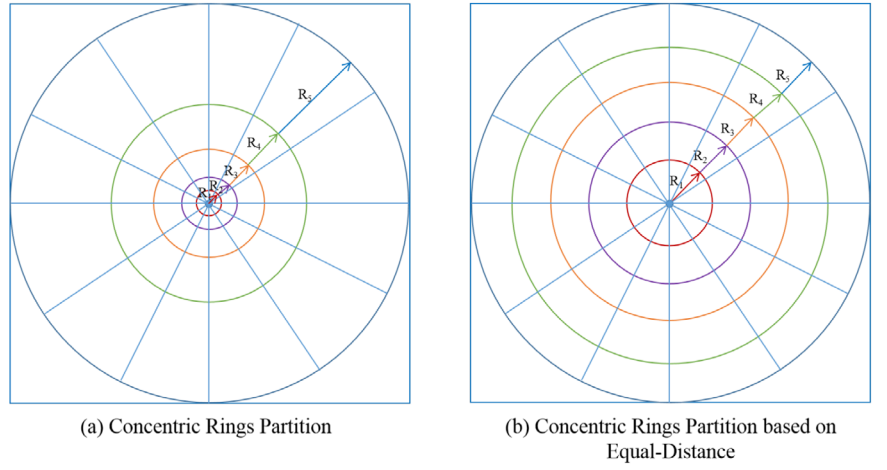 R₅
R₄
R₃
R₂
R₁
(a) Concentric Rings Partition
R₅
R₄
R₃
R₂
R₁
(b) Concentric Rings Partition based on
Equal-Distance